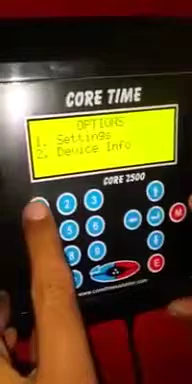 CORE TIME
OPTIONS
1. Settings
2. Device Info
CORE 2500
2 3
5 6
8 9
M
E